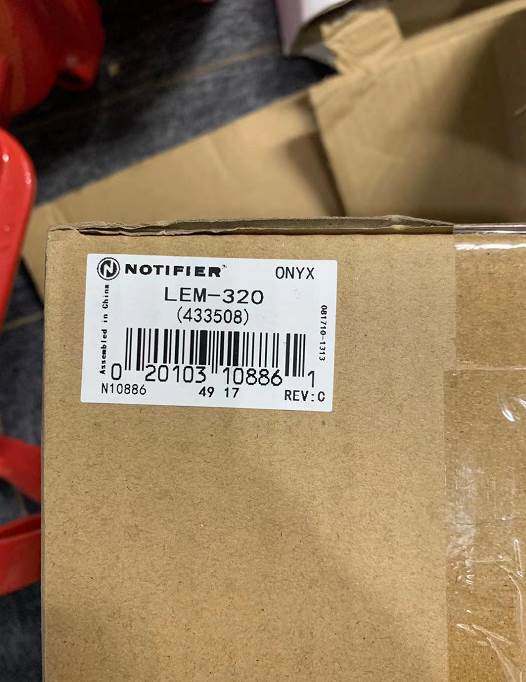 NOTIFIER ONYX
LEM-320
(433508)
Assembled in China
081710-1313
0 20103 10886 1
N10886 49 17 REV:C